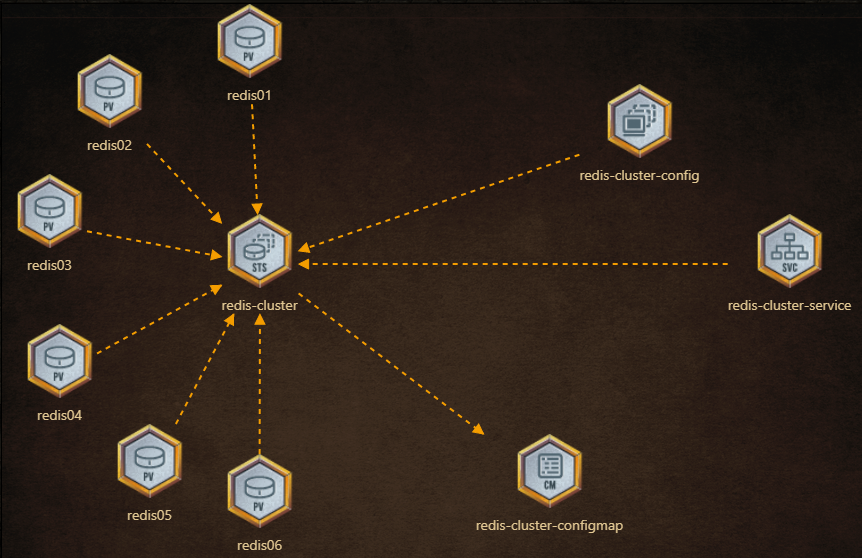 PV
redis01
PV
redis02
redis-cluster-config
PV
redis03
STS
redis-cluster
SVC
redis-cluster-service
PV
redis04
PV
redis05
PV
redis06
CM
redis-cluster-configmap